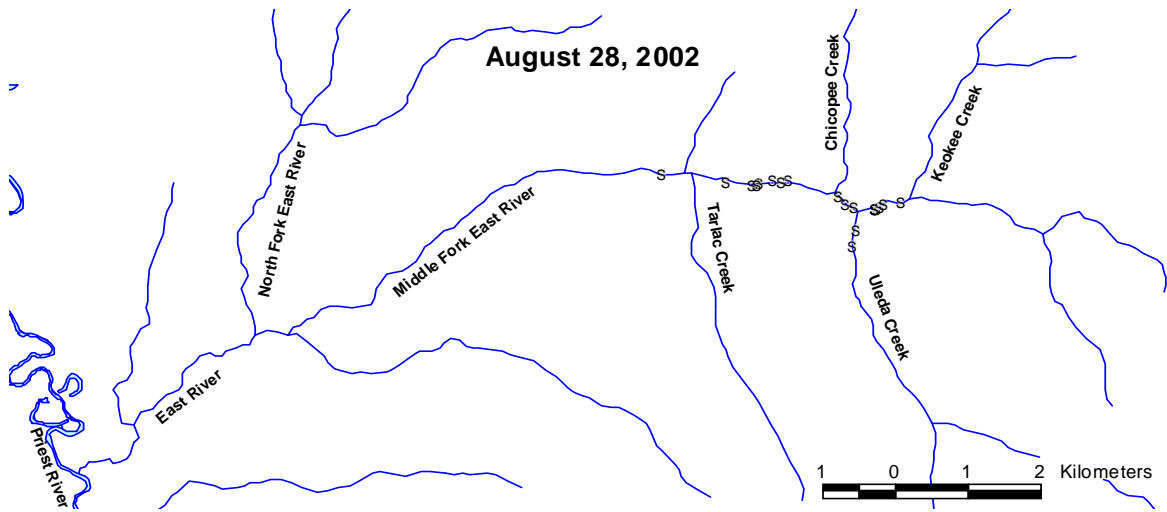 August 28, 2002
Chicopee Creek
Keokee Creek
North Fork East River
Middle Fork East River
Tarlac Creek
Uleda Creek
East River
Priest River
S S S S S S S S S S S S S S S S S S
1 0 1 2 Kilometers